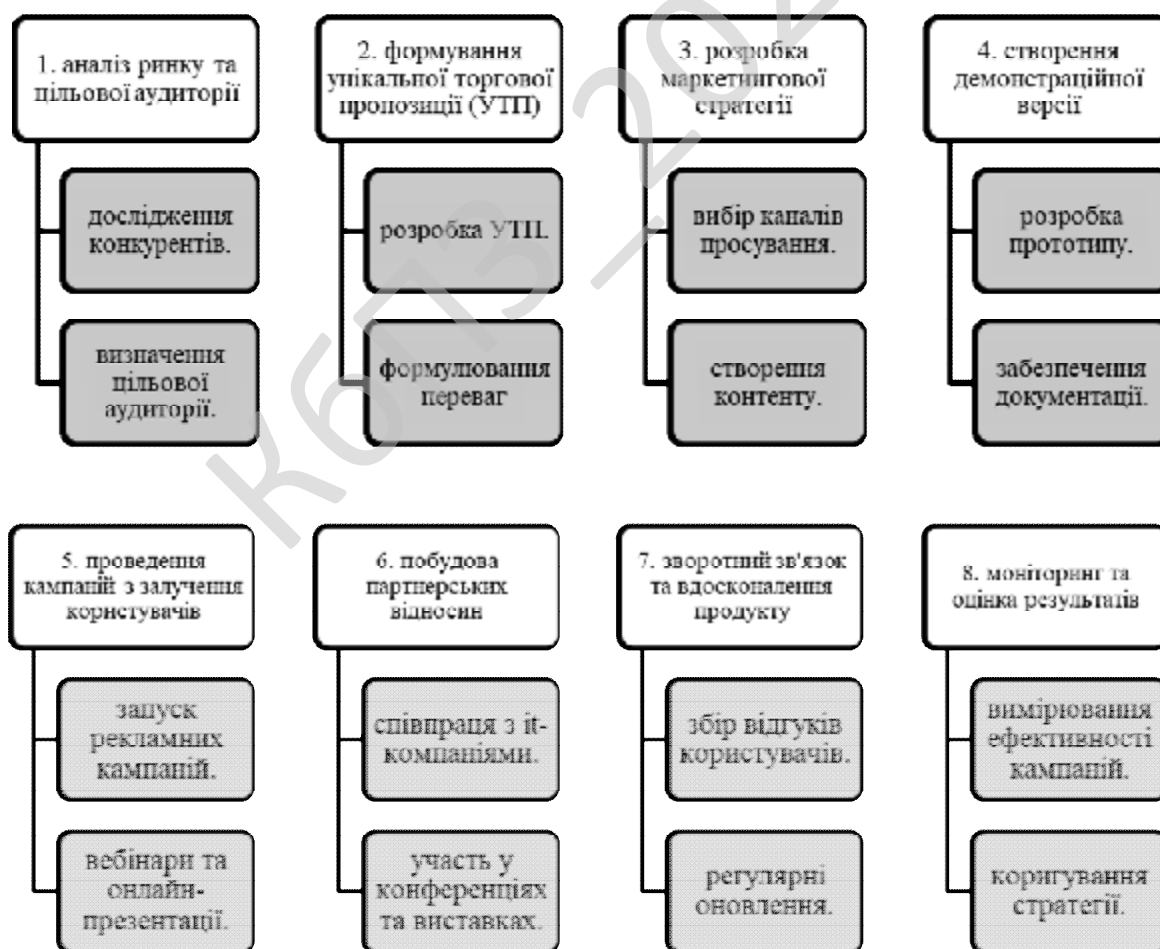 1. аналіз ринку та
цільової аудиторії
дослідження
конкурентів.
визначення
цільової
аудиторії.
2. формування
унікальної торгової
пропозиції (УТП)
розробка УТП.
формулювання
переваг
3. розробка
маркетингової
стратегії
вибір каналів
просування.
створення
контенту.
4. створення
демонстраційної
версії
розробка
прототипу.
забезпечення
документації.
5. проведення
кампаній з залучення
користувачів
запуск
рекламних
кампаній.
вебінари та
онлайн-
презентації.
6. побудова
партнерських
відносин
співпраця з it-
компаніями.
участь у
конференціях
та виставках.
7. зворотний зв'язок
та вдосконалення
продукту
збір відгуків
користувачів.
регулярні
оновлення.
8. моніторинг та
оцінка результатів
вимірювання
ефективності
кампаній.
коригування
стратегії.
КбПЗ_202